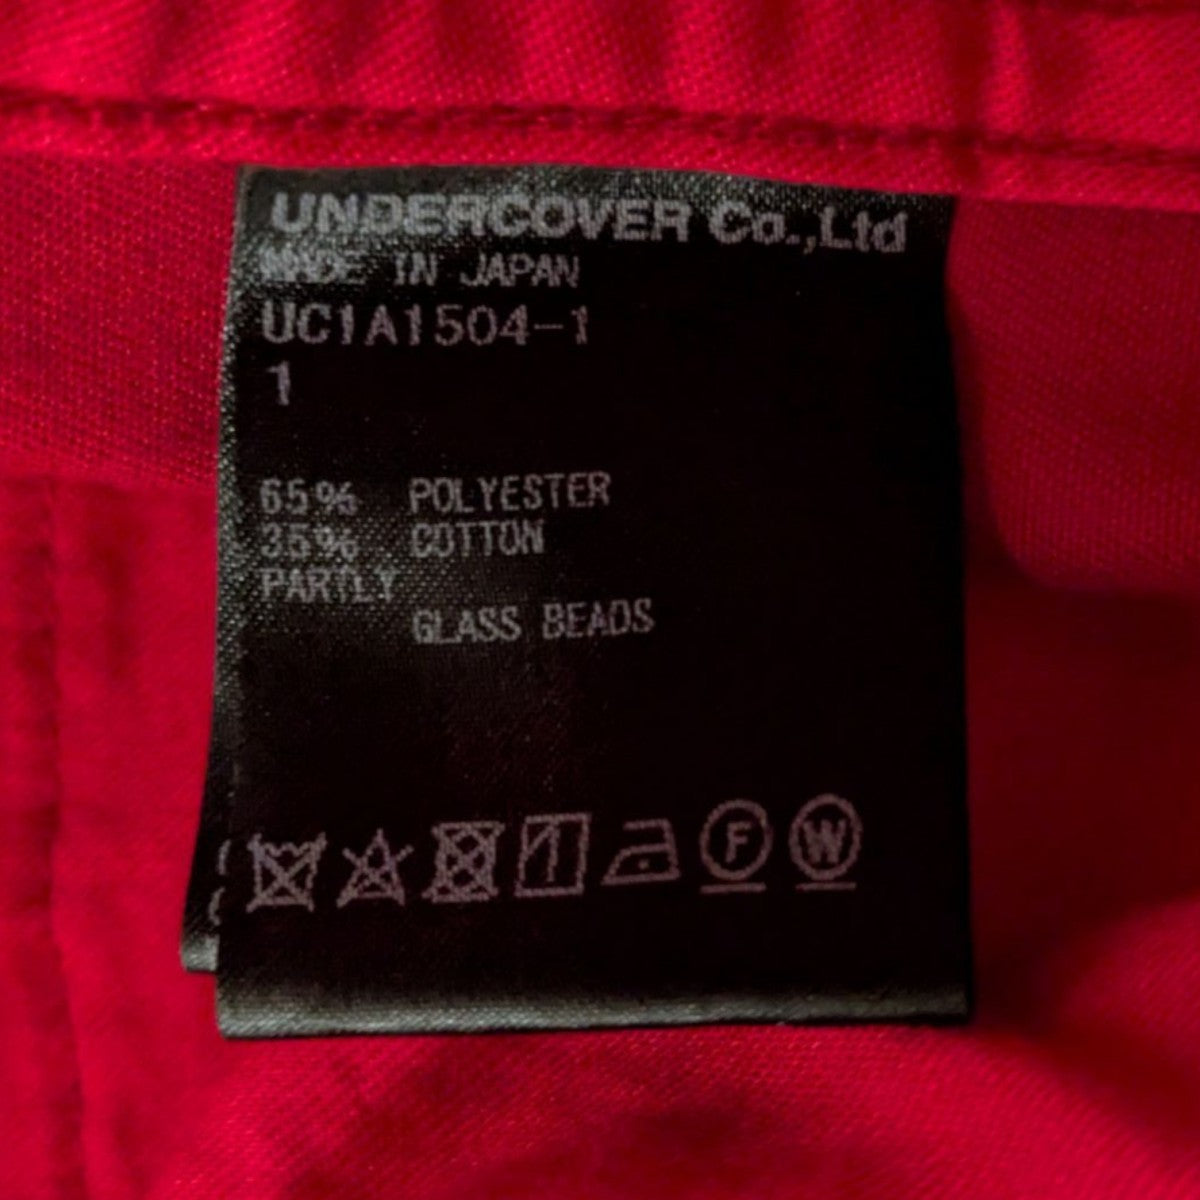 UNDERCOVER Co.,Ltd
MADE IN JAPAN
UC1A1504-1
1
65% POLYESTER
35% COTTON
PARTLY
GLASS BEADS
F W